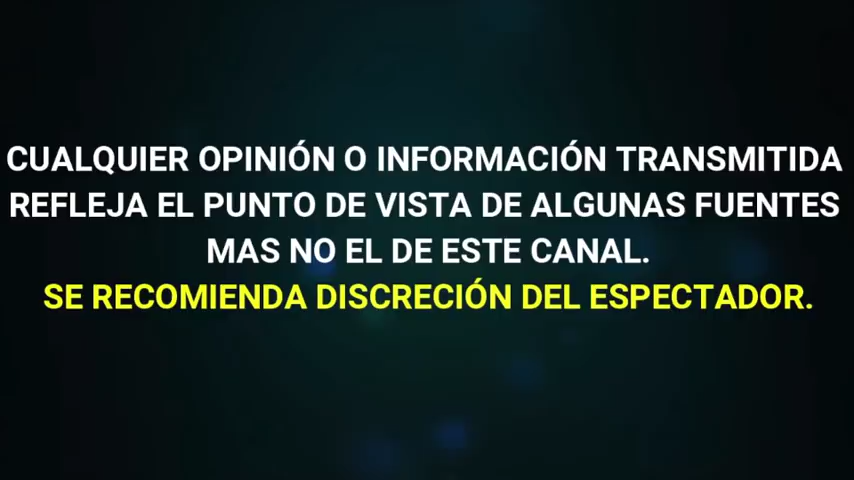 CUALQUIER OPINIÓN O INFORMACIÓN TRANSMITIDA
REFLEJA EL PUNTO DE VISTA DE ALGUNAS FUENTES
MAS NO EL DE ESTE CANAL.
SE RECOMIENDA DISCRECIÓN DEL ESPECTADOR.